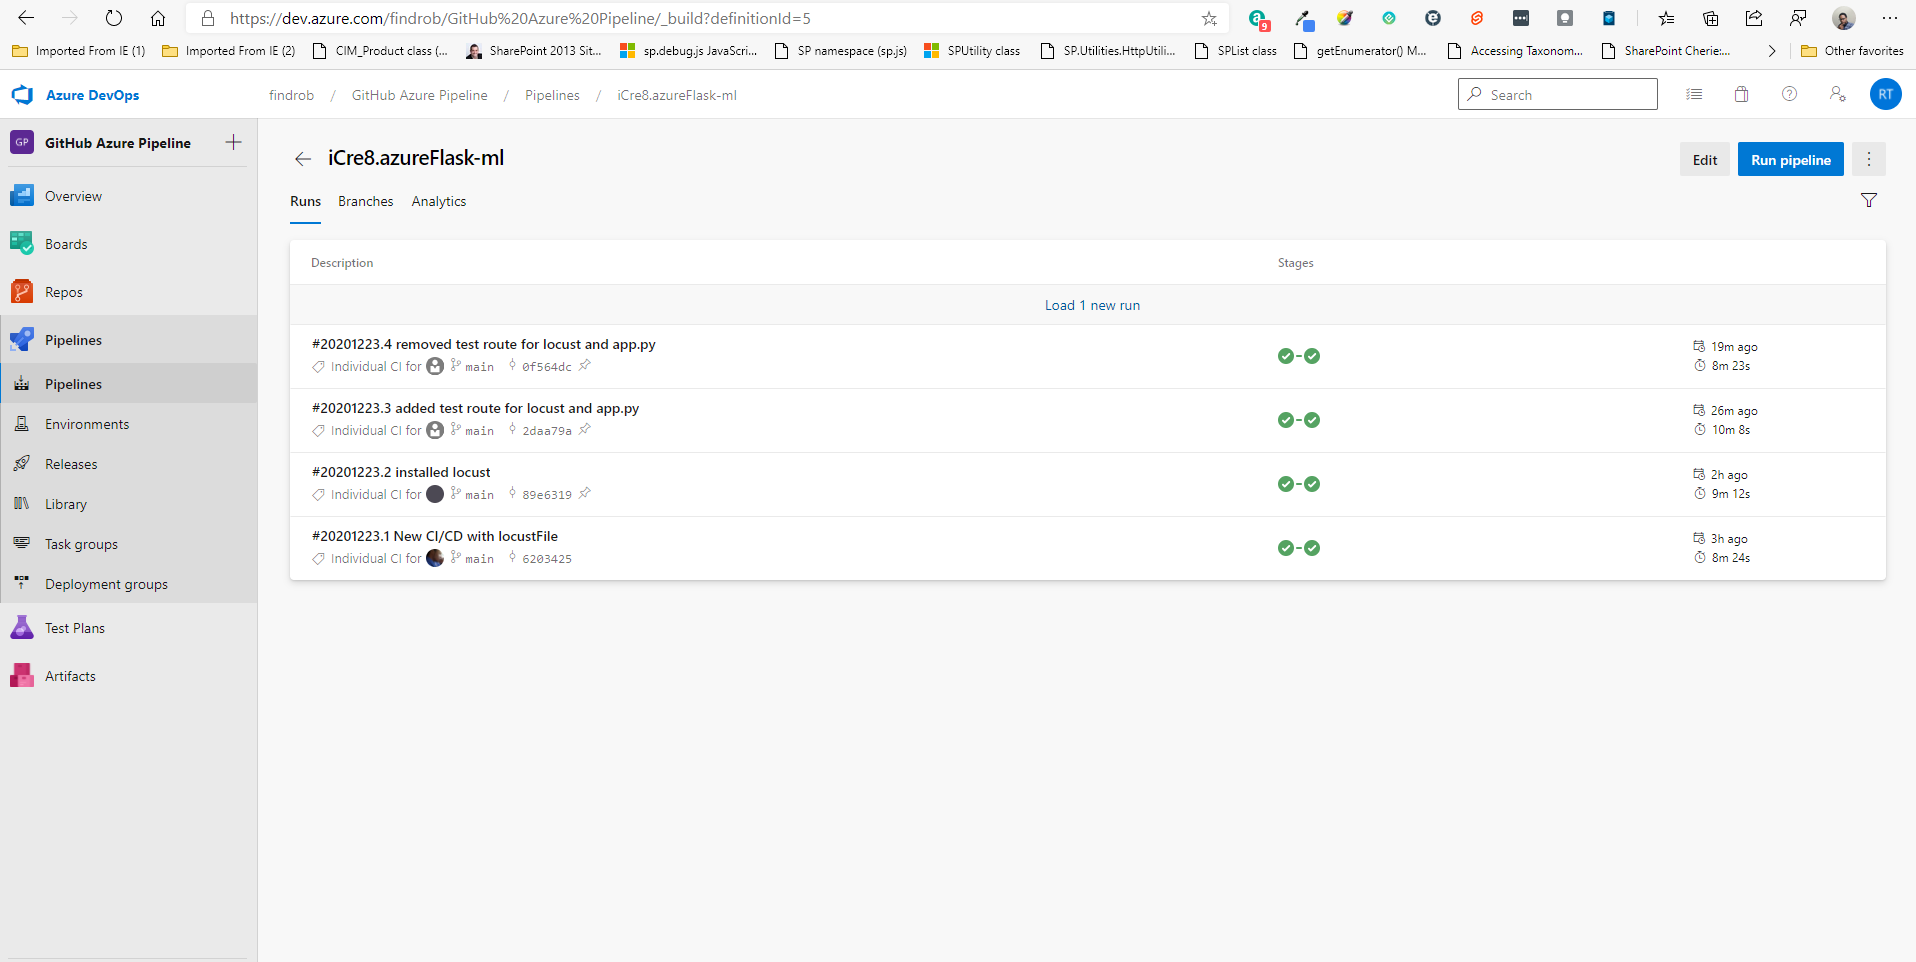 https://dev.azure.com/findrob/GitHub%20Azure%20Pipeline/_build?definitionId=5
9
Imported From IE (1)
Imported From IE (2)
CIM_Product class (...
SharePoint 2013 Sit...
sp.debug.js JavaScri...
SP namespace (sp.js)
SPUtility class
SP.Utilities.HttpUtili...
SPList class
getEnumerator() M...
Accessing Taxonom...
SharePoint Cherie:...
Other favorites
Azure DevOps
findrob / GitHub Azure Pipeline / Pipelines / iCre8.azureFlask-ml
Search
RT
GP GitHub Azure Pipeline
Overview
Boards
Repos
Pipelines
Pipelines
Environments
Releases
Library
Task groups
Deployment groups
Test Plans
Artifacts
iCre8.azureFlask-ml
Edit
Run pipeline
Runs
Branches
Analytics
Description
Stages
Load 1 new run
#20201223.4 removed test route for locust and app.py
Individual CI for main 0f564dc
19m ago
8m 23s
#20201223.3 added test route for locust and app.py
Individual CI for main 2daa79a
26m ago
10m 8s
#20201223.2 installed locust
Individual CI for main 89e6319
2h ago
9m 12s
#20201223.1 New CI/CD with locustFile
Individual CI for main 6203425
3h ago
8m 24s